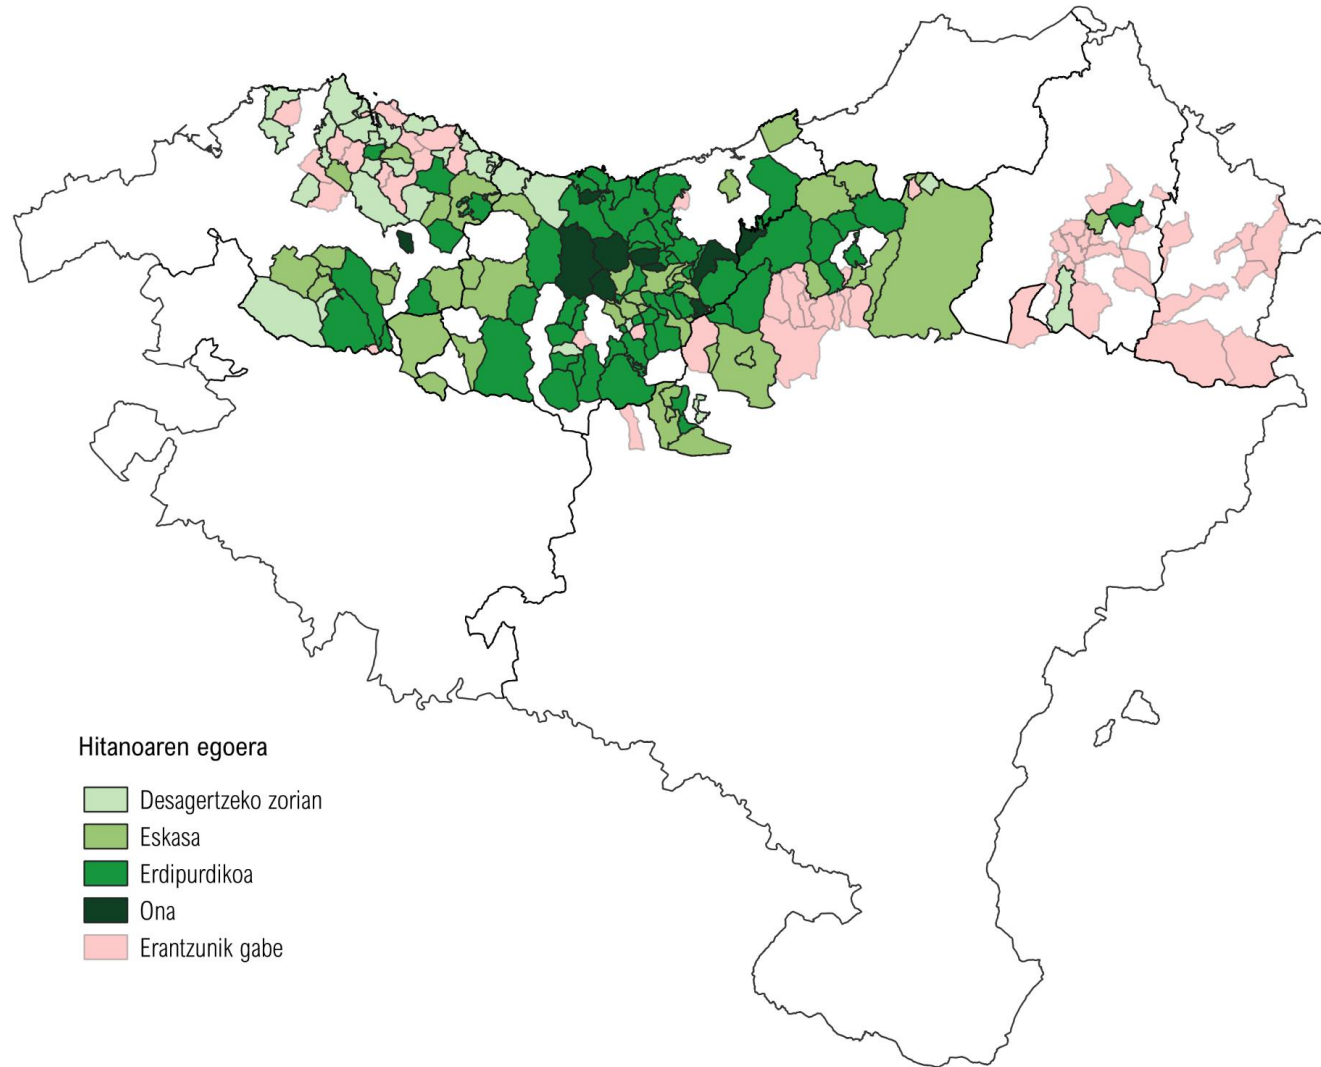 Hitanoaren egoera
Desagertzeko zorian
Eskasa
Erdipurdikoa
Ona
Erantzunik gabe